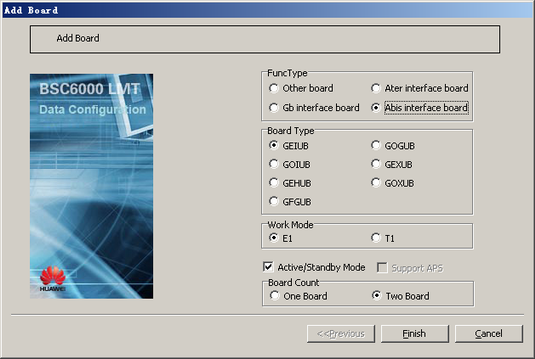 Add Board
Add Board
BSC6000 LMT
Data Configuration
HUAWEI
FuncType
Other board
Ater interface board
Gb interface board
Abis interface board
Board Type
GEIUB
GOGUB
GOIUB
GEXUB
GEHUB
GOXUB
GFGUB
Work Mode
E1
T1
Active/Standby Mode
Support APS
Board Count
One Board
Two Board
<<Previous
Finish
Cancel